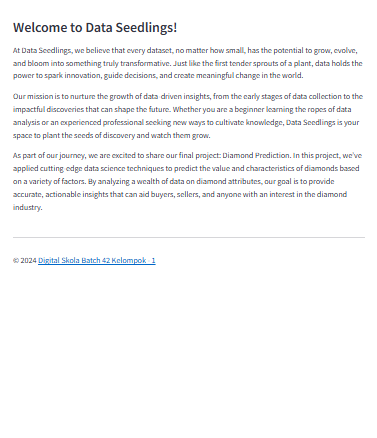 Welcome to Data Seedlings!
At Data Seedlings, we believe that every dataset, no matter how small, has the potential to grow, evolve,
and bloom into something truly transformative. Just like the first tender sprouts of a plant, data holds the
power to spark innovation, guide decisions, and create meaningful change in the world.
Our mission is to nurture the growth of data-driven insights, from the early stages of data collection to the
impactful discoveries that can shape the future. Whether you are a beginner learning the ropes of data
analysis or an experienced professional seeking new ways to cultivate knowledge, Data Seedlings is your
space to plant the seeds of discovery and watch them grow.
As part of our journey, we are excited to share our final project: Diamond Prediction. In this project, we've
applied cutting-edge data science techniques to predict the value and characteristics of diamonds based
on a variety of factors. By analyzing a wealth of data on diamond attributes, our goal is to provide
accurate, actionable insights that can aid buyers, sellers, and anyone with an interest in the diamond
industry.
© 2024 Digital Skola Batch 42 Kelompok - 1